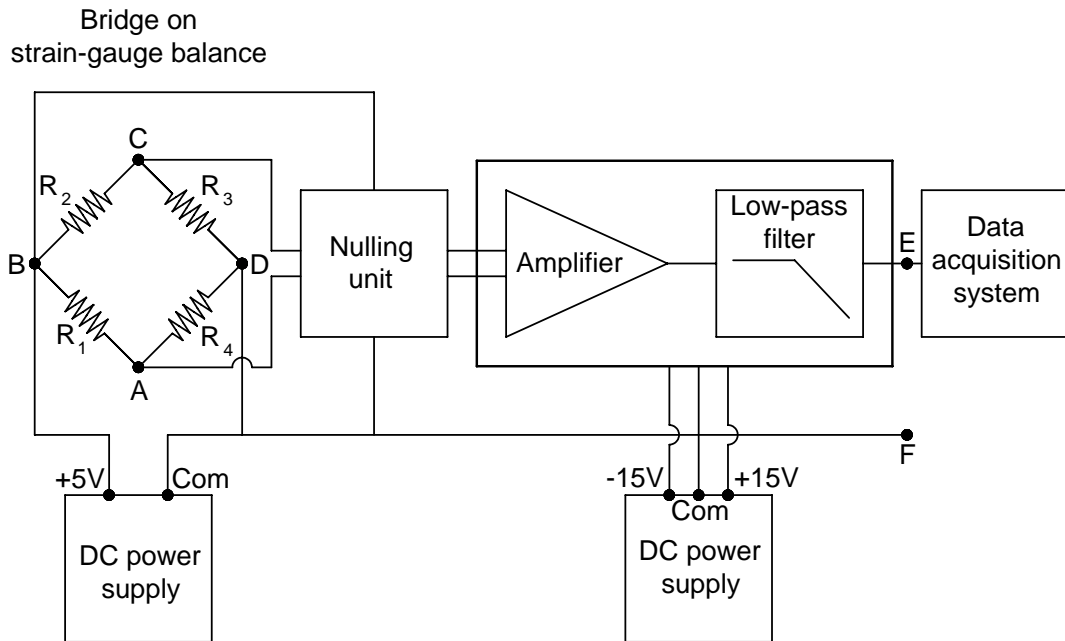 Bridge on
strain-gauge balance
C
R2
R3
B
D
R1
R4
A
Nulling
unit
Amplifier
Low-pass
filter
E
Data
acquisition
system
F
+5V
Com
DC power
supply
-15V
+15V
Com
DC power
supply